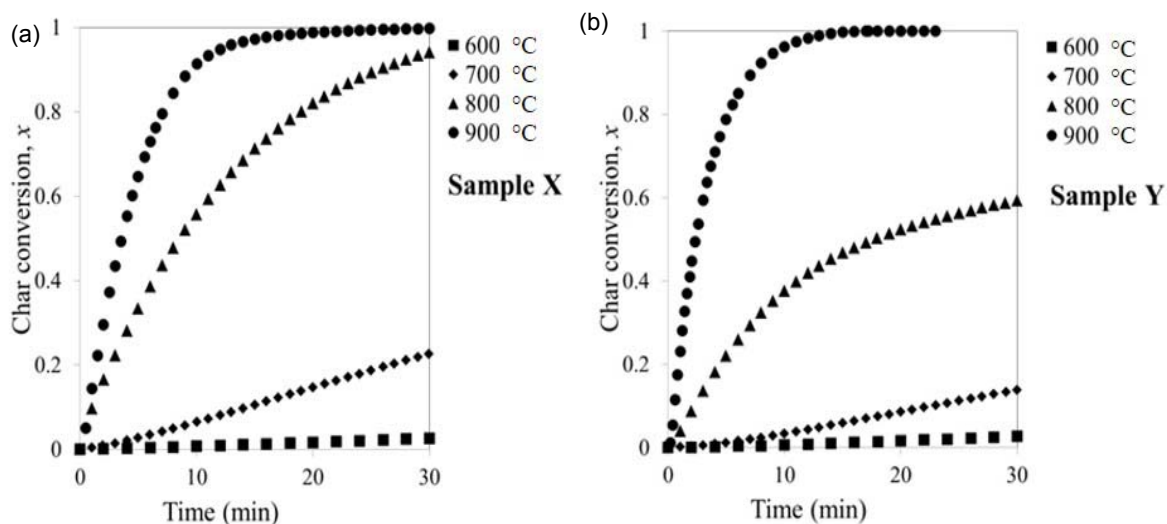 (a)
Char conversion, x
1
0.8
0.6
0.4
0.2
0
0 10 20 30
Time (min)
600 °C
700 °C
800 °C
900 °C
Sample X
(b)
Char conversion, x
1
0.8
0.6
0.4
0.2
0
0 10 20 30
Time (min)
600 °C
700 °C
800 °C
900 °C
Sample Y